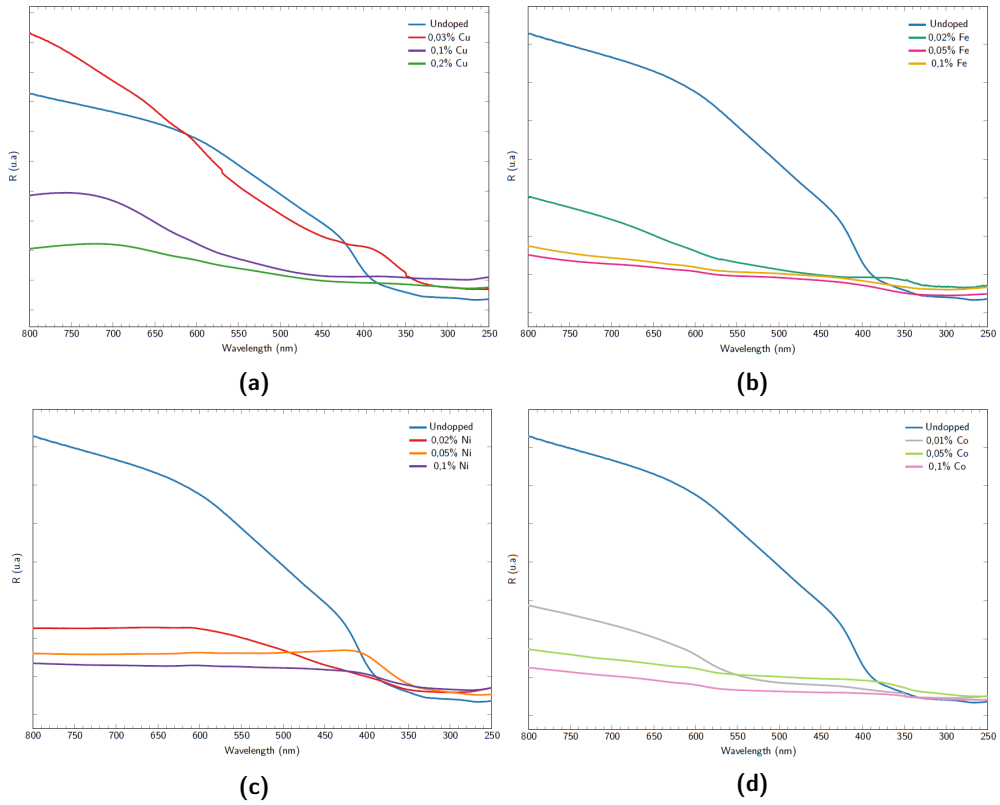 Undoped
0,03% Cu
0,1% Cu
0,2% Cu
R (u.a)
800 750 700 650 600 550 500 450 400 350 300 250
Wavelength (nm)
(a)
Undoped
0,02% Fe
0,05% Fe
0,1% Fe
R (u.a)
800 750 700 650 600 550 500 450 400 350 300 250
Wavelength (nm)
(b)
Undopped
0,02% Ni
0,05% Ni
0,1% Ni
R (u.a)
800 750 700 650 600 550 500 450 400 350 300 250
Wavelength (nm)
(c)
Undopped
0,01% Co
0,05% Co
0,1% Co
R (u.a)
800 750 700 650 600 550 500 450 400 350 300 250
Wavelength (nm)
(d)